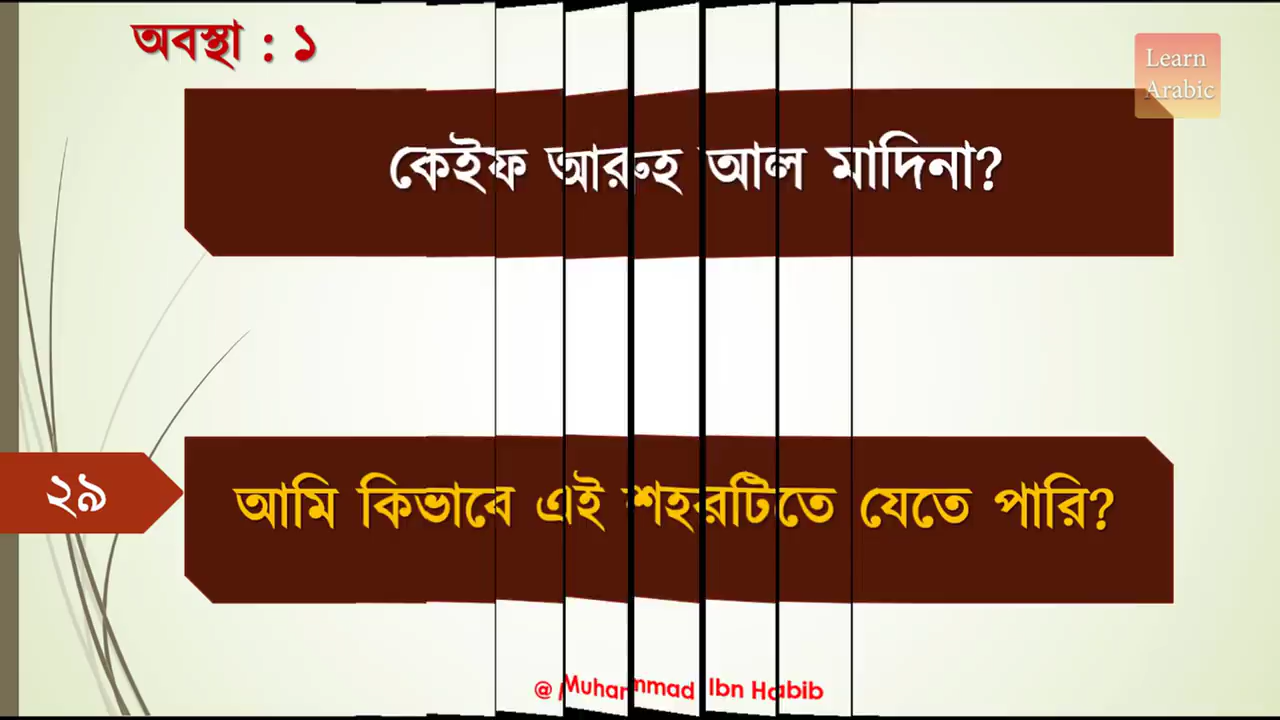 অবস্থা : ১
Learn
Arabic
কেইফ আরুহ আল মাদিনা?
২৯
আমি কিভাবে এই শহরটিতে যেতে পারি?
@ Muhammad Ibn Habib